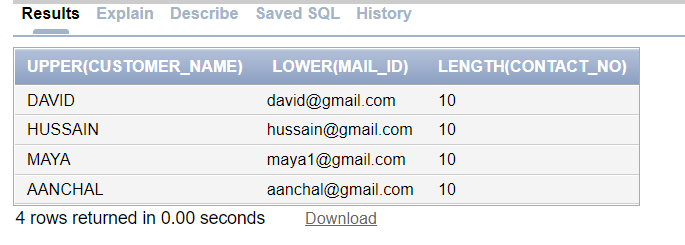 Results Explain Describe Saved SQL History
UPPER(CUSTOMER_NAME) LOWER(MAIL_ID) LENGTH(CONTACT_NO)
DAVID david@gmail.com 10
HUSSAIN hussain@gmail.com 10
MAYA maya1@gmail.com 10
AANCHAL aanchal@gmail.com 10
4 rows returned in 0.00 seconds Download